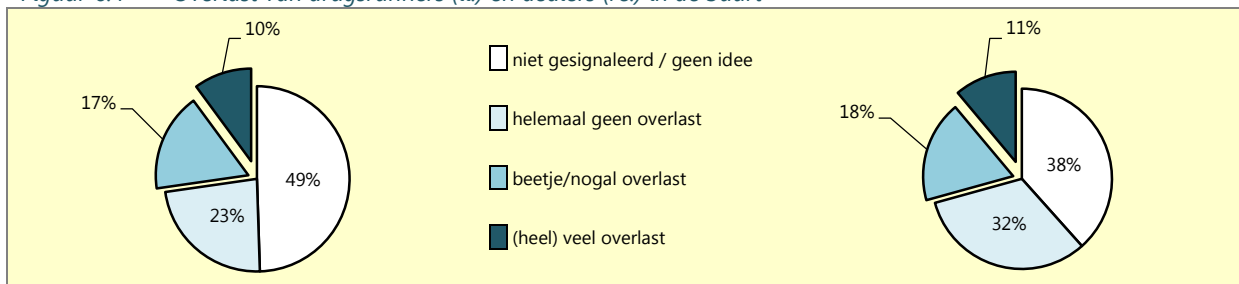 10%
17%
49%
23%
niet gesignaleerd / geen idee
helemaal geen overlast
beetje/nogal overlast
(heel) veel overlast
11%
18%
38%
32%